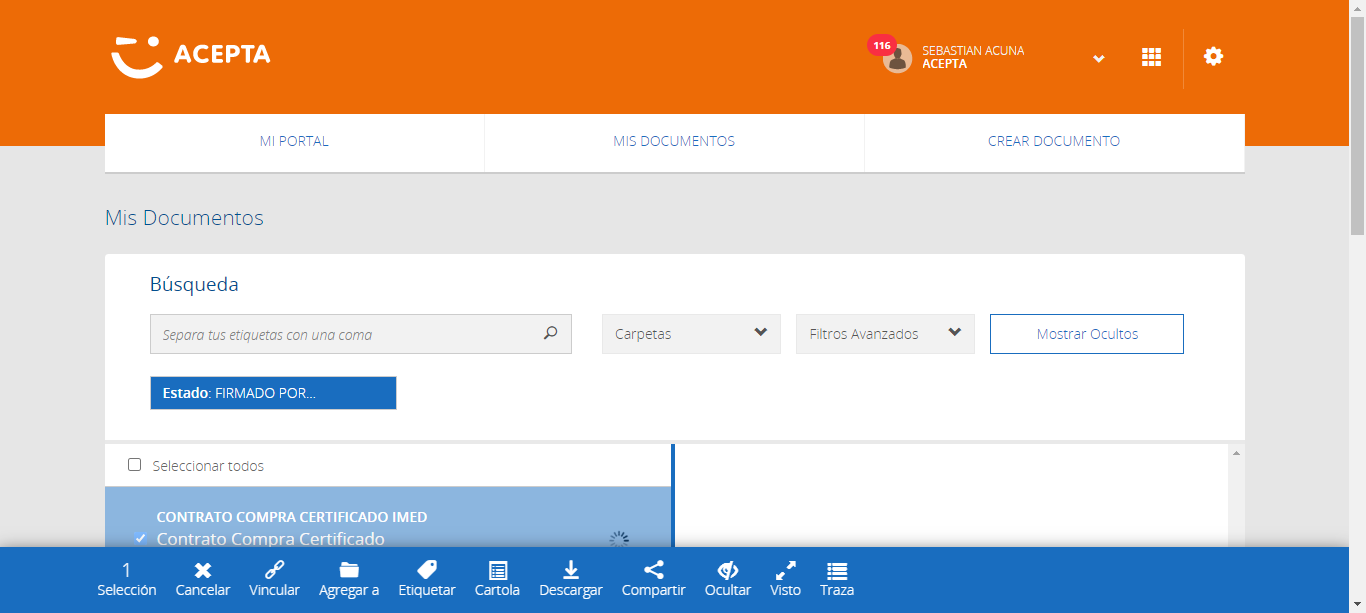 ACEPTA
116
SEBASTIAN ACUNA
ACEPTA
MI PORTAL
MIS DOCUMENTOS
CREAR DOCUMENTO
Mis Documentos
Búsqueda
Separa tus etiquetas con una coma
Carpetas
Filtros Avanzados
Mostrar Ocultos
Estado: FIRMADO POR...
Seleccionar todos
CONTRATO COMPRA CERTIFICADO IMED
Contrato Compra Certificado
1
Selección
Cancelar
Vincular
Agregar a
Etiquetar
Cartola
Descargar
Compartir
Ocultar
Visto
Traza